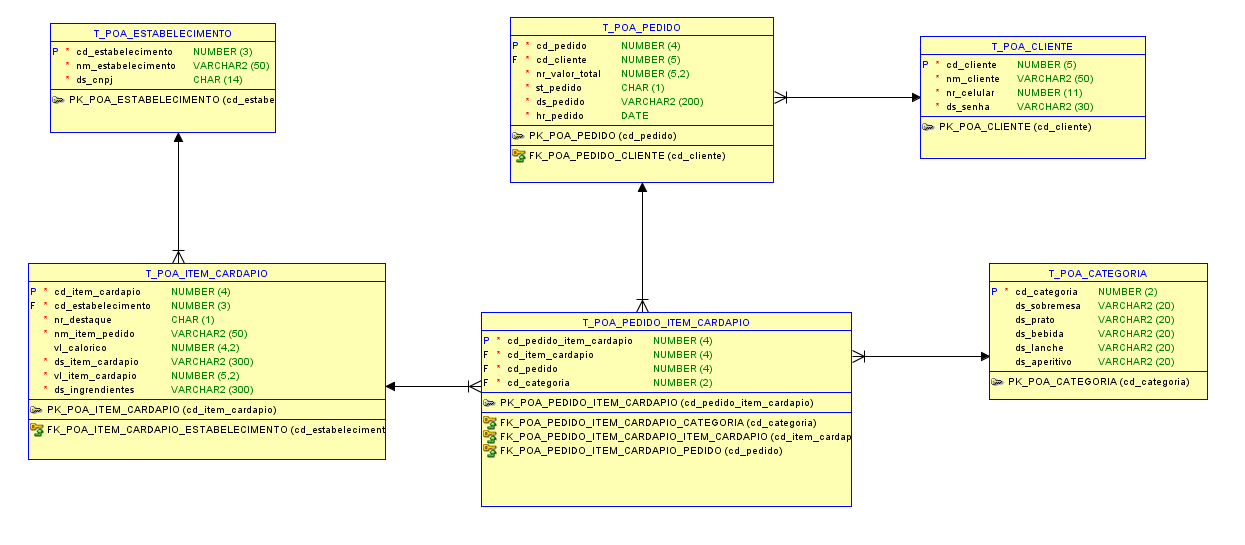 T_POA_ESTABELECIMENTO
P * cd_estabelecimento NUMBER (3)
* nm_estabelecimento VARCHAR2 (50)
* ds_cnpj CHAR (14)
PK_POA_ESTABELECIMENTO (cd_estabe
T_POA_PEDIDO
P * cd_pedido NUMBER (4)
F * cd_cliente NUMBER (5)
* nr_valor_total NUMBER (5,2)
* st_pedido CHAR (1)
* ds_pedido VARCHAR2 (200)
* hr_pedido DATE
PK_POA_PEDIDO (cd_pedido)
FK_POA_PEDIDO_CLIENTE (cd_cliente)
T_POA_CLIENTE
P * cd_cliente NUMBER (5)
* nm_cliente VARCHAR2 (50)
* nr_celular NUMBER (11)
* ds_senha VARCHAR2 (30)
PK_POA_CLIENTE (cd_cliente)
T_POA_ITEM_CARDAPIO
P * cd_item_cardapio NUMBER (4)
F * cd_estabelecimento NUMBER (3)
* nr_destaque CHAR (1)
* nm_item_pedido VARCHAR2 (50)
vl_calorico NUMBER (4,2)
* ds_item_cardapio VARCHAR2 (300)
* vl_item_cardapio NUMBER (5,2)
* ds_ingrendientes VARCHAR2 (300)
PK_POA_ITEM_CARDAPIO (cd_item_cardapio)
FK_POA_ITEM_CARDAPIO_ESTABELECIMENTO (cd_estabeleciment
T_POA_PEDIDO_ITEM_CARDAPIO
P * cd_pedido_item_cardapio NUMBER (4)
F * cd_item_cardapio NUMBER (4)
F * cd_pedido NUMBER (4)
F * cd_categoria NUMBER (2)
PK_POA_PEDIDO_ITEM_CARDAPIO (cd_pedido_item_cardapio)
FK_POA_PEDIDO_ITEM_CARDAPIO_CATEGORIA (cd_categoria)
FK_POA_PEDIDO_ITEM_CARDAPIO_ITEM_CARDAPIO (cd_item_cardap
FK_POA_PEDIDO_ITEM_CARDAPIO_PEDIDO (cd_pedido)
T_POA_CATEGORIA
P * cd_categoria NUMBER (2)
ds_sobremesa VARCHAR2 (20)
ds_prato VARCHAR2 (20)
ds_bebida VARCHAR2 (20)
ds_lanche VARCHAR2 (20)
ds_aperitivo VARCHAR2 (20)
PK_POA_CATEGORIA (cd_categoria)